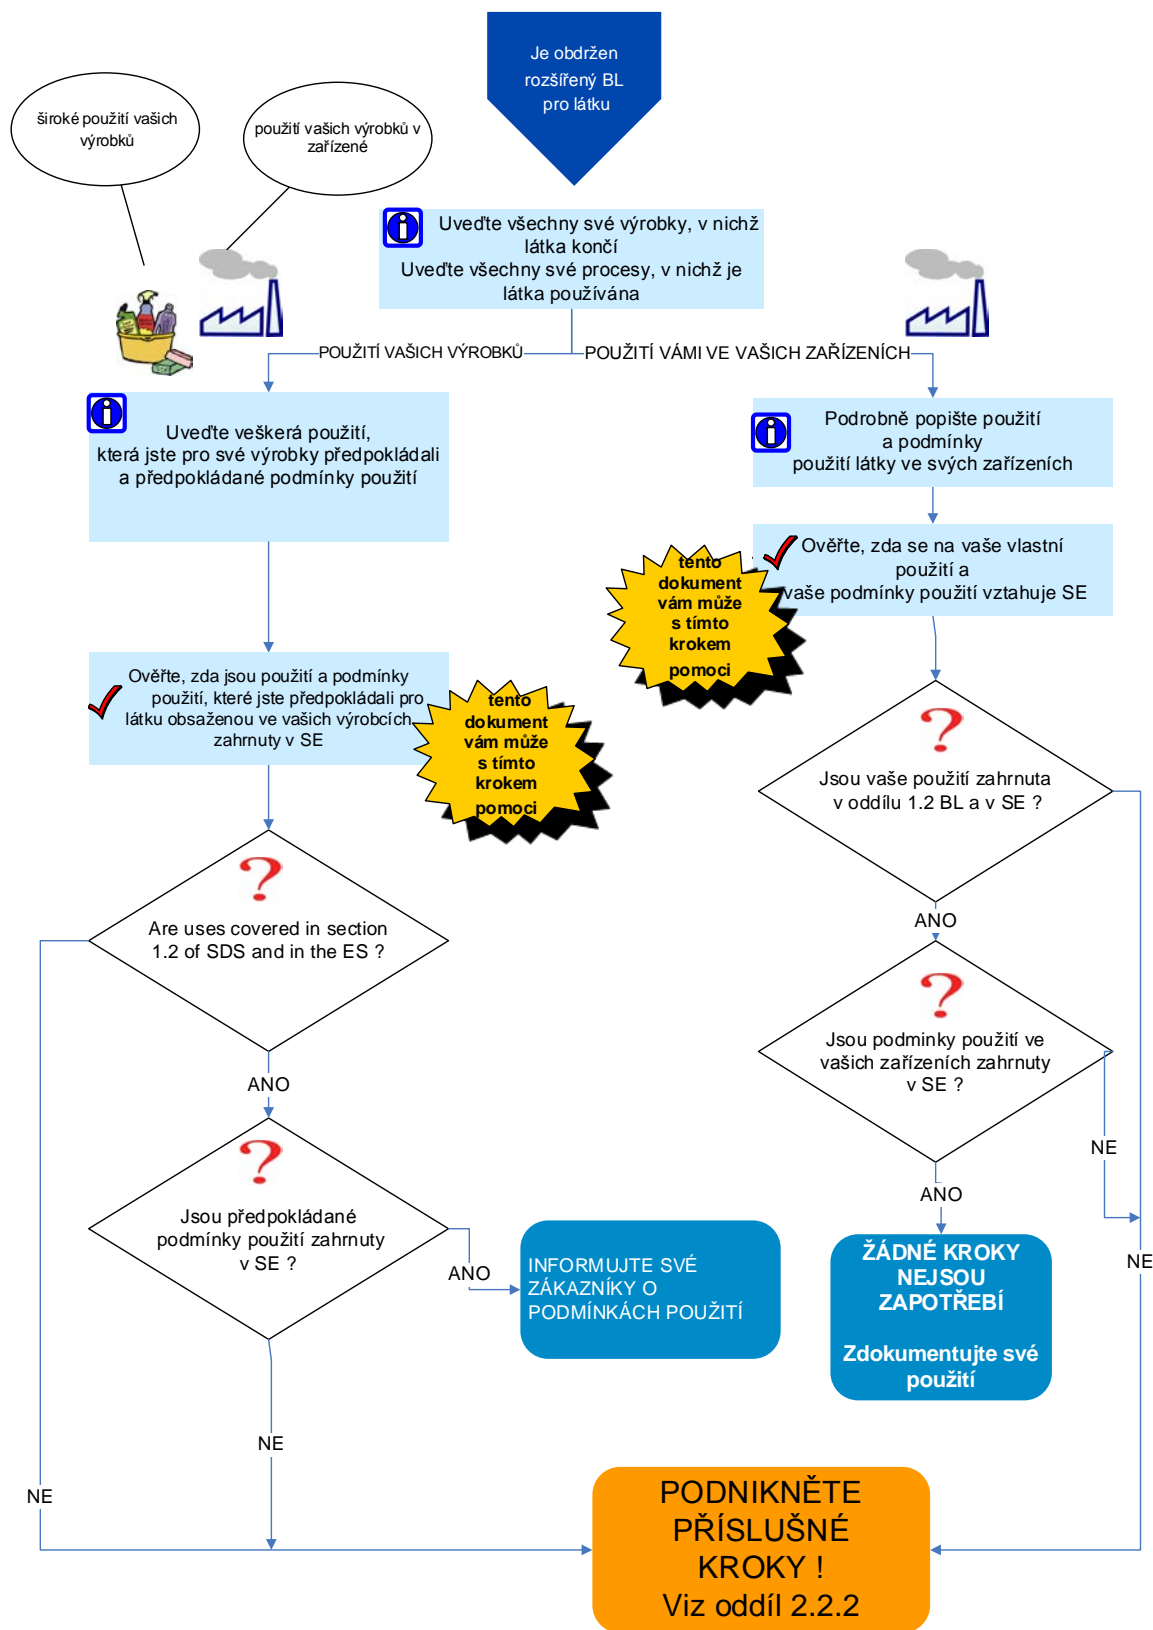 Je obdržen
rozšířený BL
pro látku
široké použití vašich
výrobků
použití vašich výrobků v
zařízené
Uveďte všechny své výrobky, v nichž
látka končí
Uveďte všechny své procesy, v nichž je
látka používána
POUŽITÍ VAŠICH VÝROBKŮ
POUŽITÍ VÁMI VE VAŠICH ZAŘÍZENÍCH
Uveďte veškerá použití,
která jste pro své výrobky předpokládali
a předpokládané podmínky použití
Podrobně popište použití
a podmínky
použití látky ve svých zařízeních
Ověřte, zda se na vaše vlastní
použití a
vaše podmínky použití vztahuje SE
tento
dokument
vám může
s tímto
krokem
pomoci
Ověřte, zda jsou použití a podmínky
použití, které jste předpokládali pro
látku obsaženou ve vašich výrobcích,
zahrnuty v SE
tento
dokument
vám může
s tímto
krokem
pomoci
Jsou vaše použití zahrnuta
v oddílu 1.2 BL a v SE ?
Are uses covered in section
1.2 of SDS and in the ES ?
ANO
Jsou podminky použití ve
vašich zařízeních zahrnuty
v SE ?
ANO
NE
ANO
Jsou předpokládané
podmínky použití zahrnuty
v SE ?
ANO
INFORMUJTE SVÉ
ZÁKAZNÍKY O
PODMÍNKÁCH POUŽITÍ
ŽÁDNÉ KROKY
NEJSOU
ZAPOTŘEBÍ
Zdokumentujte své
použití
NE
NE
NE
PODNIKNĚTE
PŘÍSLUŠNÉ
KROKY !
Viz oddíl 2.2.2